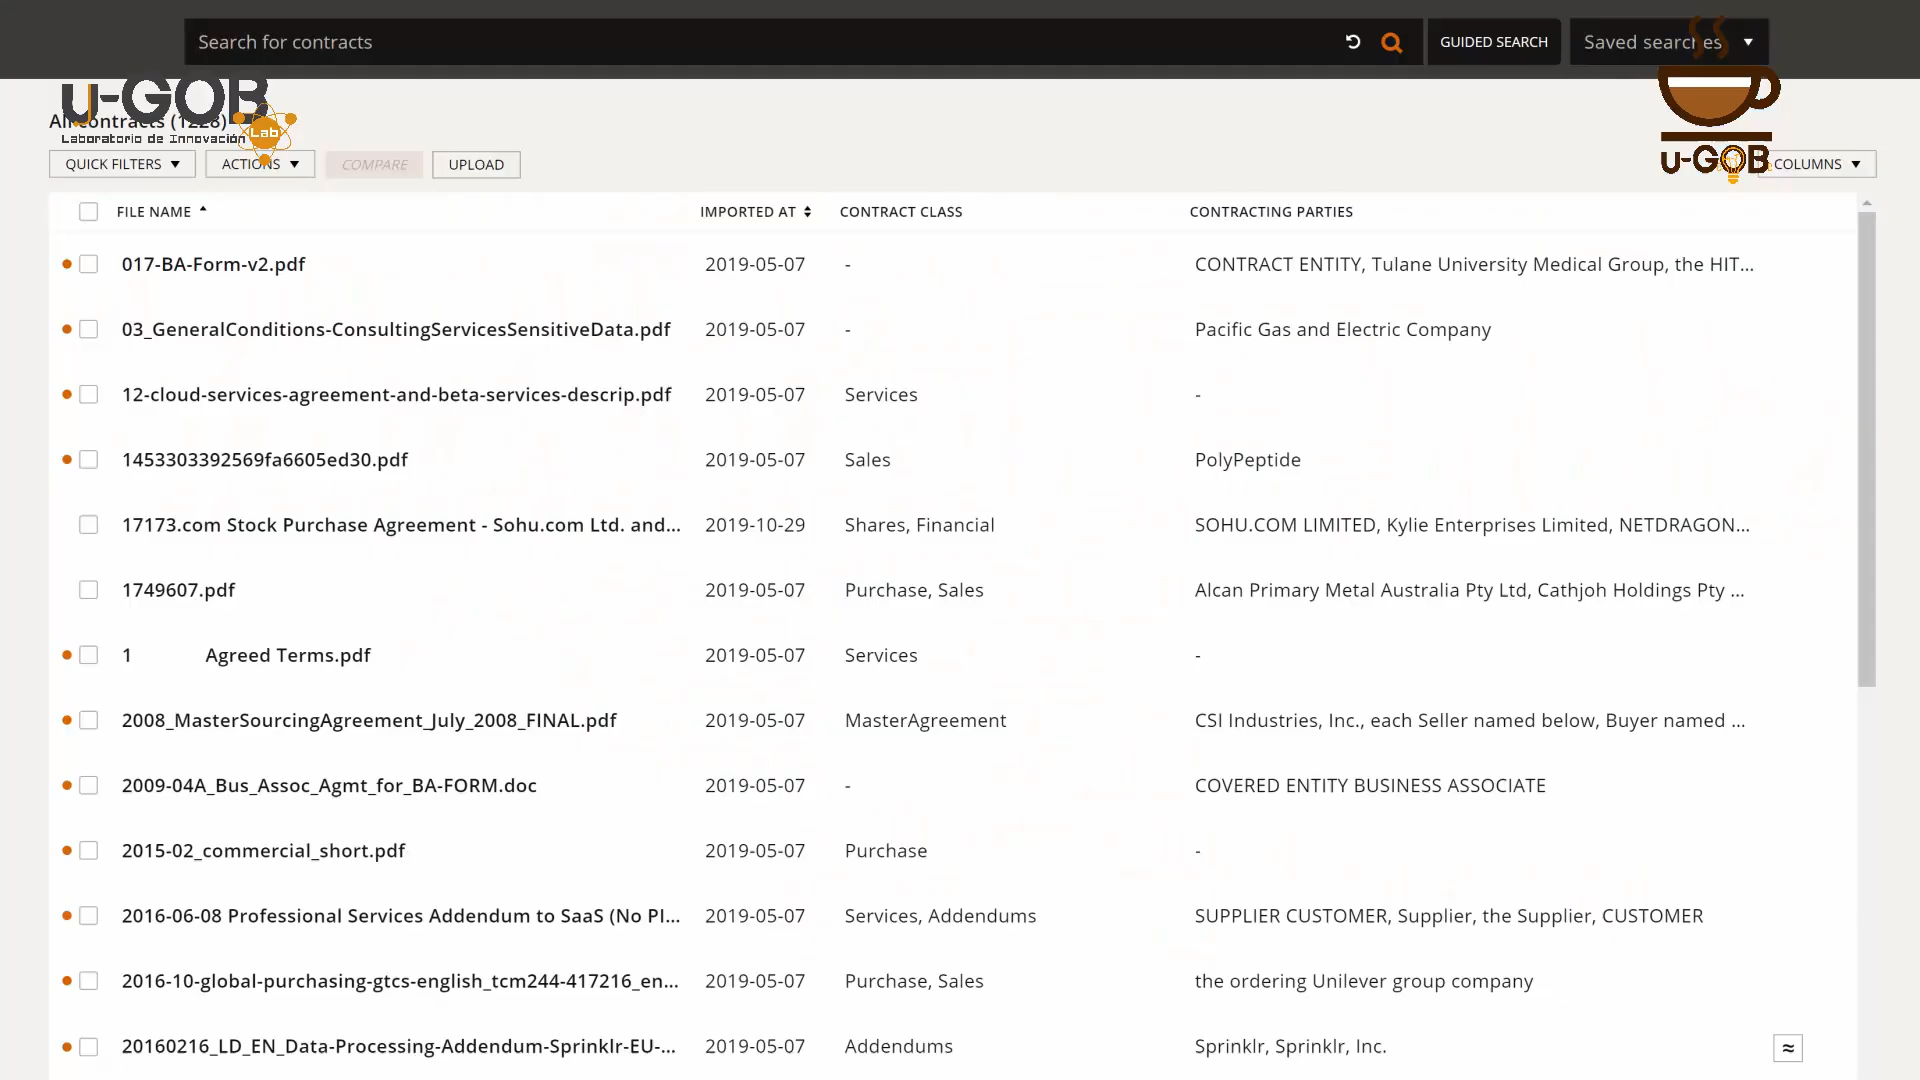 Search for contracts
GUIDED SEARCH
Saved searches
u-GOB
Lab
All contracts (1228)
Laboratorio de Innovación
u-GOB
QUICK FILTERS
ACTIONS
COMPARE
UPLOAD
COLUMNS
FILE NAME IMPORTED AT CONTRACT CLASS CONTRACTING PARTIES
017-BA-Form-v2.pdf 2019-05-07 - CONTRACT ENTITY, Tulane University Medical Group, the HIT...
03_GeneralConditions-ConsultingServicesSensitiveData.pdf 2019-05-07 - Pacific Gas and Electric Company
12-cloud-services-agreement-and-beta-services-descrip.pdf 2019-05-07 Services -
1453303392569fa6605ed30.pdf 2019-05-07 Sales PolyPeptide
17173.com Stock Purchase Agreement - Sohu.com Ltd. and... 2019-10-29 Shares, Financial SOHU.COM LIMITED, Kylie Enterprises Limited, NETDRAGON...
1749607.pdf 2019-05-07 Purchase, Sales Alcan Primary Metal Australia Pty Ltd, Cathjoh Holdings Pty ...
1 Agreed Terms.pdf 2019-05-07 Services -
2008_MasterSourcingAgreement_July_2008_FINAL.pdf 2019-05-07 MasterAgreement CSI Industries, Inc., each Seller named below, Buyer named ...
2009-04A_Bus_Assoc_Agmt_for_BA-FORM.doc 2019-05-07 - COVERED ENTITY BUSINESS ASSOCIATE
2015-02_commercial_short.pdf 2019-05-07 Purchase -
2016-06-08 Professional Services Addendum to SaaS (No PI... 2019-05-07 Services, Addendums SUPPLIER CUSTOMER, Supplier, the Supplier, CUSTOMER
2016-10-global-purchasing-gtcs-english_tcm244-417216_en... 2019-05-07 Purchase, Sales the ordering Unilever group company
20160216_LD_EN_Data-Processing-Addendum-Sprinklr-EU-... 2019-05-07 Addendums Sprinklr, Sprinklr, Inc. ≈